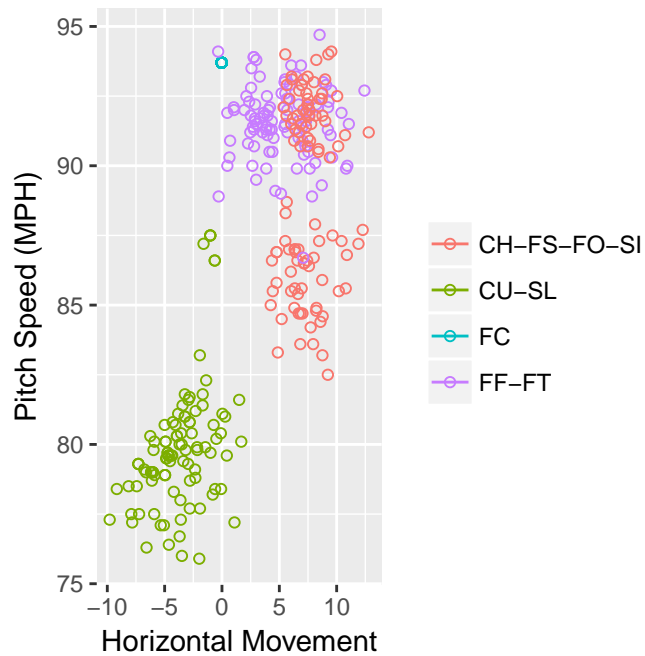 95
90
85
80
75
−10 −5 0 5 10
Pitch Speed (MPH)
Horizontal Movement
CH−FS−FO−SI
CU−SL
FC
FF−FT